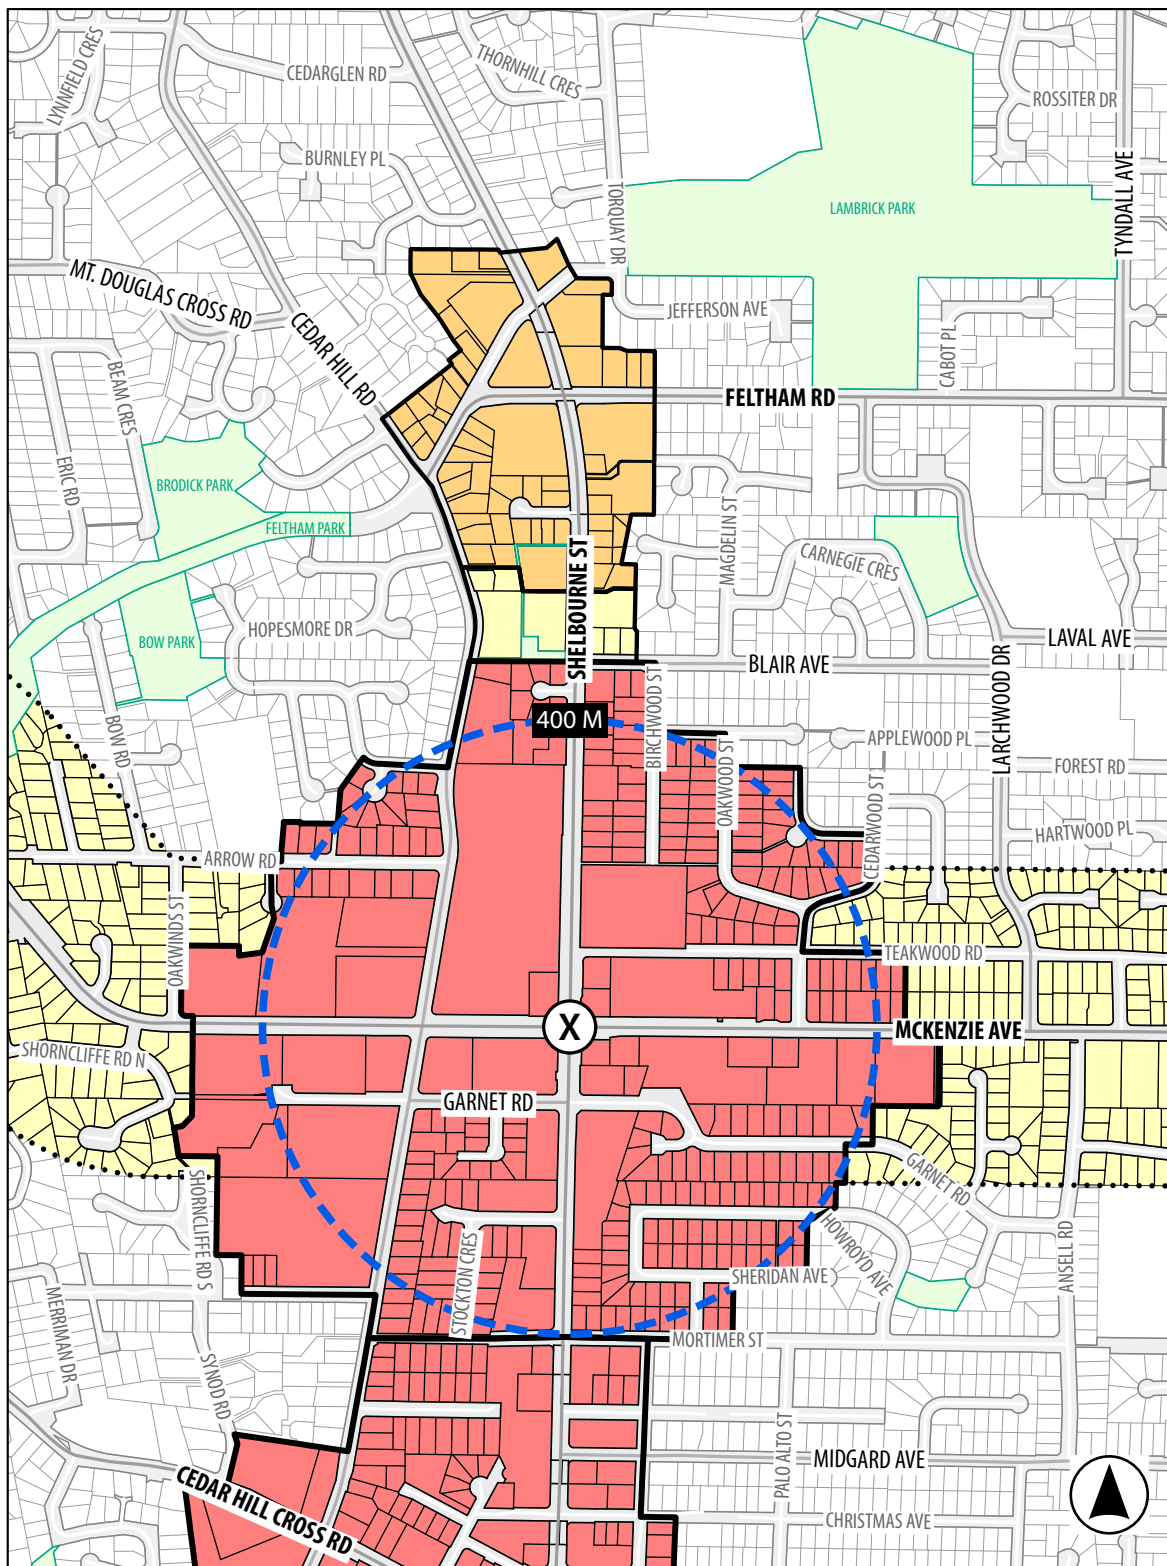 LYNNFIELD CRES
CEDARGLEN RD
THORNHILL CRES
ROSSITER DR
BURNLEY PL
TYNDALL AVE
TORQUAY DR
LAMBRICK PARK
MT. DOUGLAS CROSS RD
JEFFERSON AVE
CEDAR HILL RD
CABOT PL
BEAM CRES
FELTHAM RD
ERIC RD
BRODICK PARK
FELTHAM PARK
MAGDELIN ST
CARNEGIE CRES
SHELBOURNE ST
HOPESMORE DR
BOW PARK
LAVAL AVE
BLAIR AVE
LARCHWOOD DR
BIRCHWOOD ST
BOW RD
400 M
APPLEWOOD PL
OAKWOOD ST
FOREST RD
CEDARWOOD ST
HARTWOOD PL
ARROW RD
OAKWINDS ST
TEAKWOOD RD
X
MCKENZIE AVE
SHORNCLIFFE RD N
GARNET RD
GARNET RD
SHORNCLIFFE RD S
HOWROYD AVE
ANSELL RD
STOCKTON CRES
SHERIDAN AVE
MERRIMAN DR
MORTIMER ST
SYNOD RD
PALO ALTO ST
MIDGARD AVE
CEDAR HILL CROSS RD
CHRISTMAS AVE